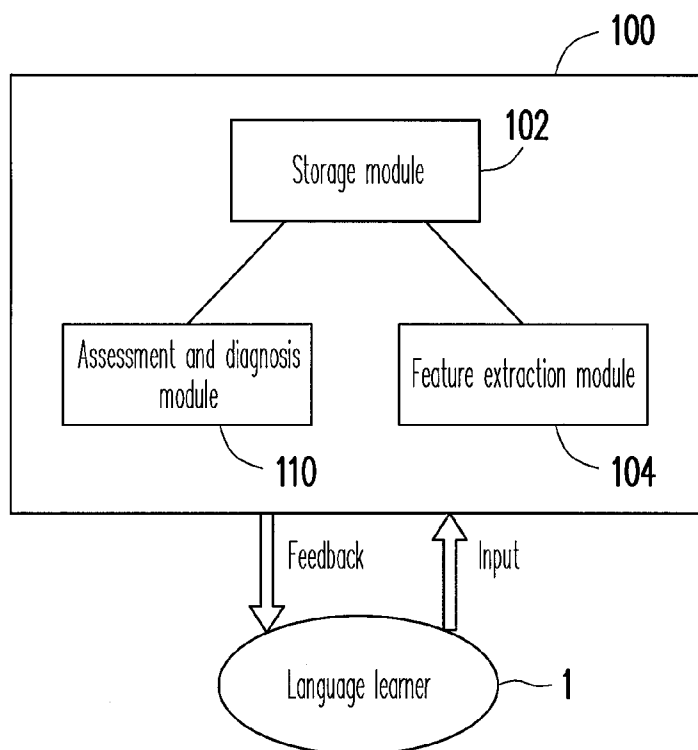 100
102
Storage module
Assessment and diagnosis
module
Feature extraction module
110
104
Feedback
Input
Language learner
1